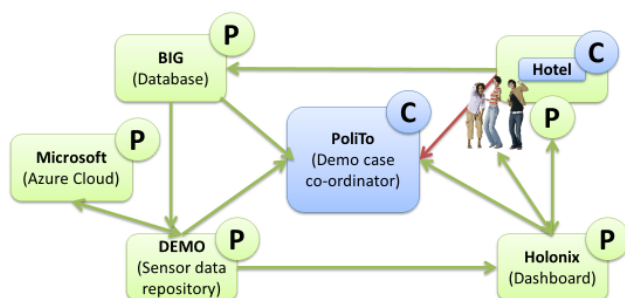 P
BIG
(Database)
C
Hotel
C
PoliTo
(Demo case
co-ordinator)
P
P
Microsoft
(Azure Cloud)
P
DEMO
(Sensor data
repository)
P
Holonix
(Dashboard)